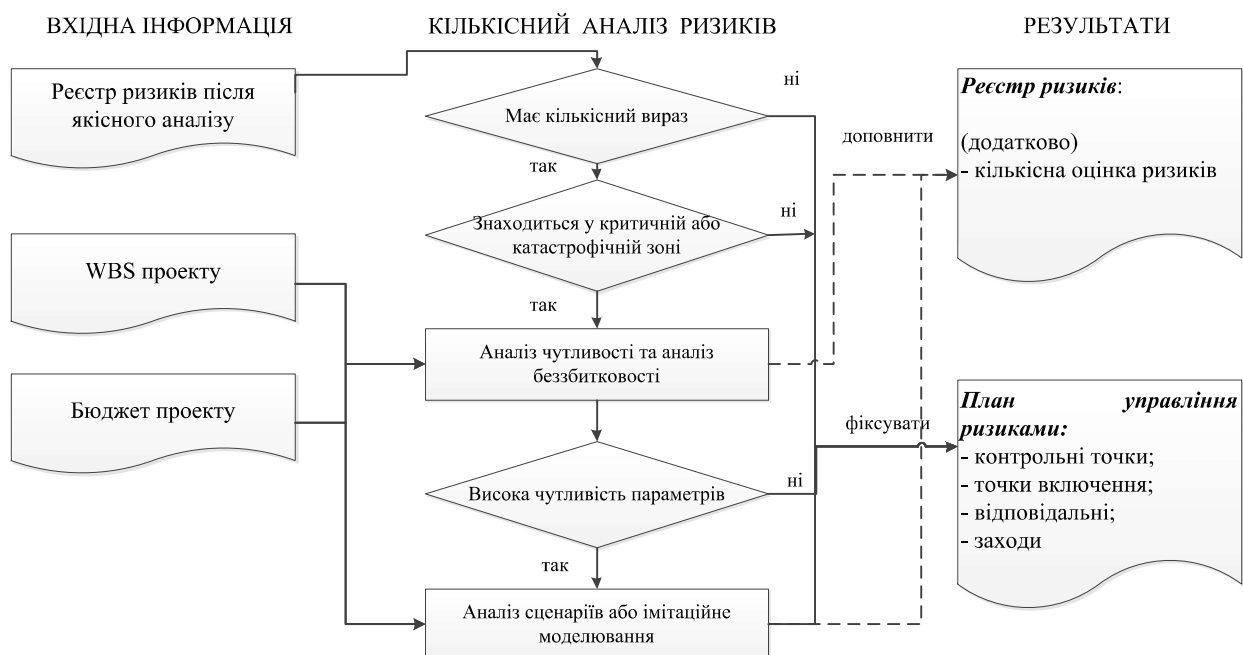 ВХІДНА ІНФОРМАЦІЯ
КІЛЬКІСНИЙ АНАЛІЗ РИЗИКІВ
РЕЗУЛЬТАТИ
Реєстр ризиків після
якісного аналізу
WBS проекту
Бюджет проекту
Має кількісний вираз
ні
так
Знаходиться у критичній або
катастрофічній зоні
ні
так
Аналіз чутливості та аналіз
беззбитковості
Висока чутливість параметрів
ні
так
Аналіз сценаріїв або імітаційне
моделювання
доповнити
фіксувати
Реєстр ризиків:
(додатково)
- кількісна оцінка ризиків
План управління
ризиками:
- контрольні точки;
- точки включення;
- відповідальні;
- заходи